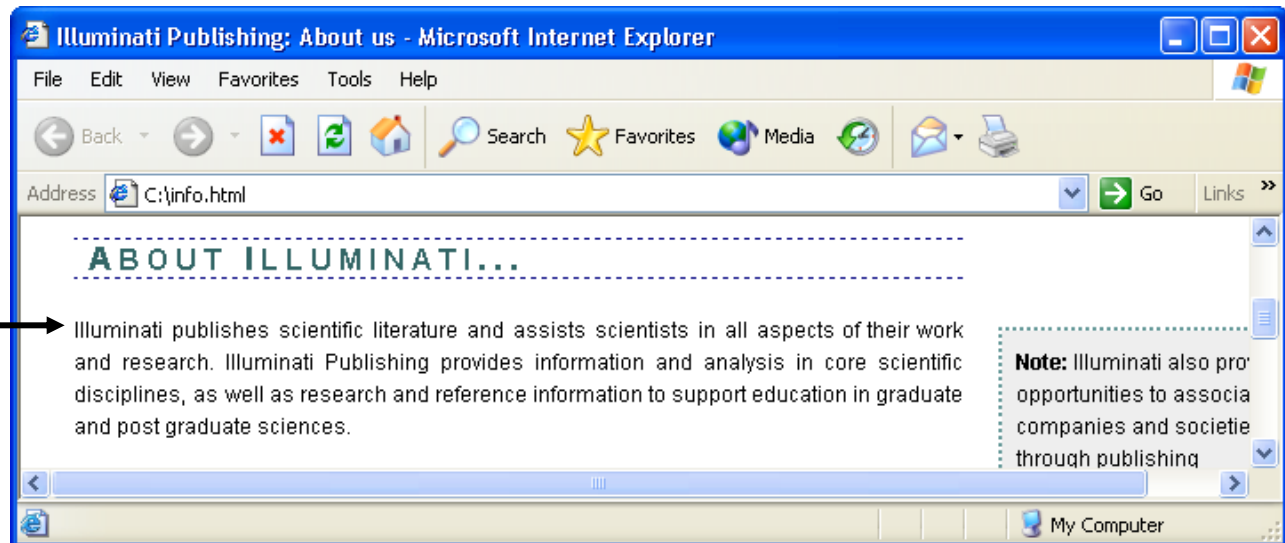 Illuminati Publishing: About us - Microsoft Internet Explorer
File Edit View Favorites Tools Help
Back Search Favorites Media
Address C:\info.html Go Links »
ABOUT ILLUMINATI...
Illuminati publishes scientific literature and assists scientists in all aspects of their work
and research. Illuminati Publishing provides information and analysis in core scientific
disciplines, as well as research and reference information to support education in graduate
and post graduate sciences.
Note: Illuminati also pro
opportunities to associa
companies and societie
through publishing
My Computer